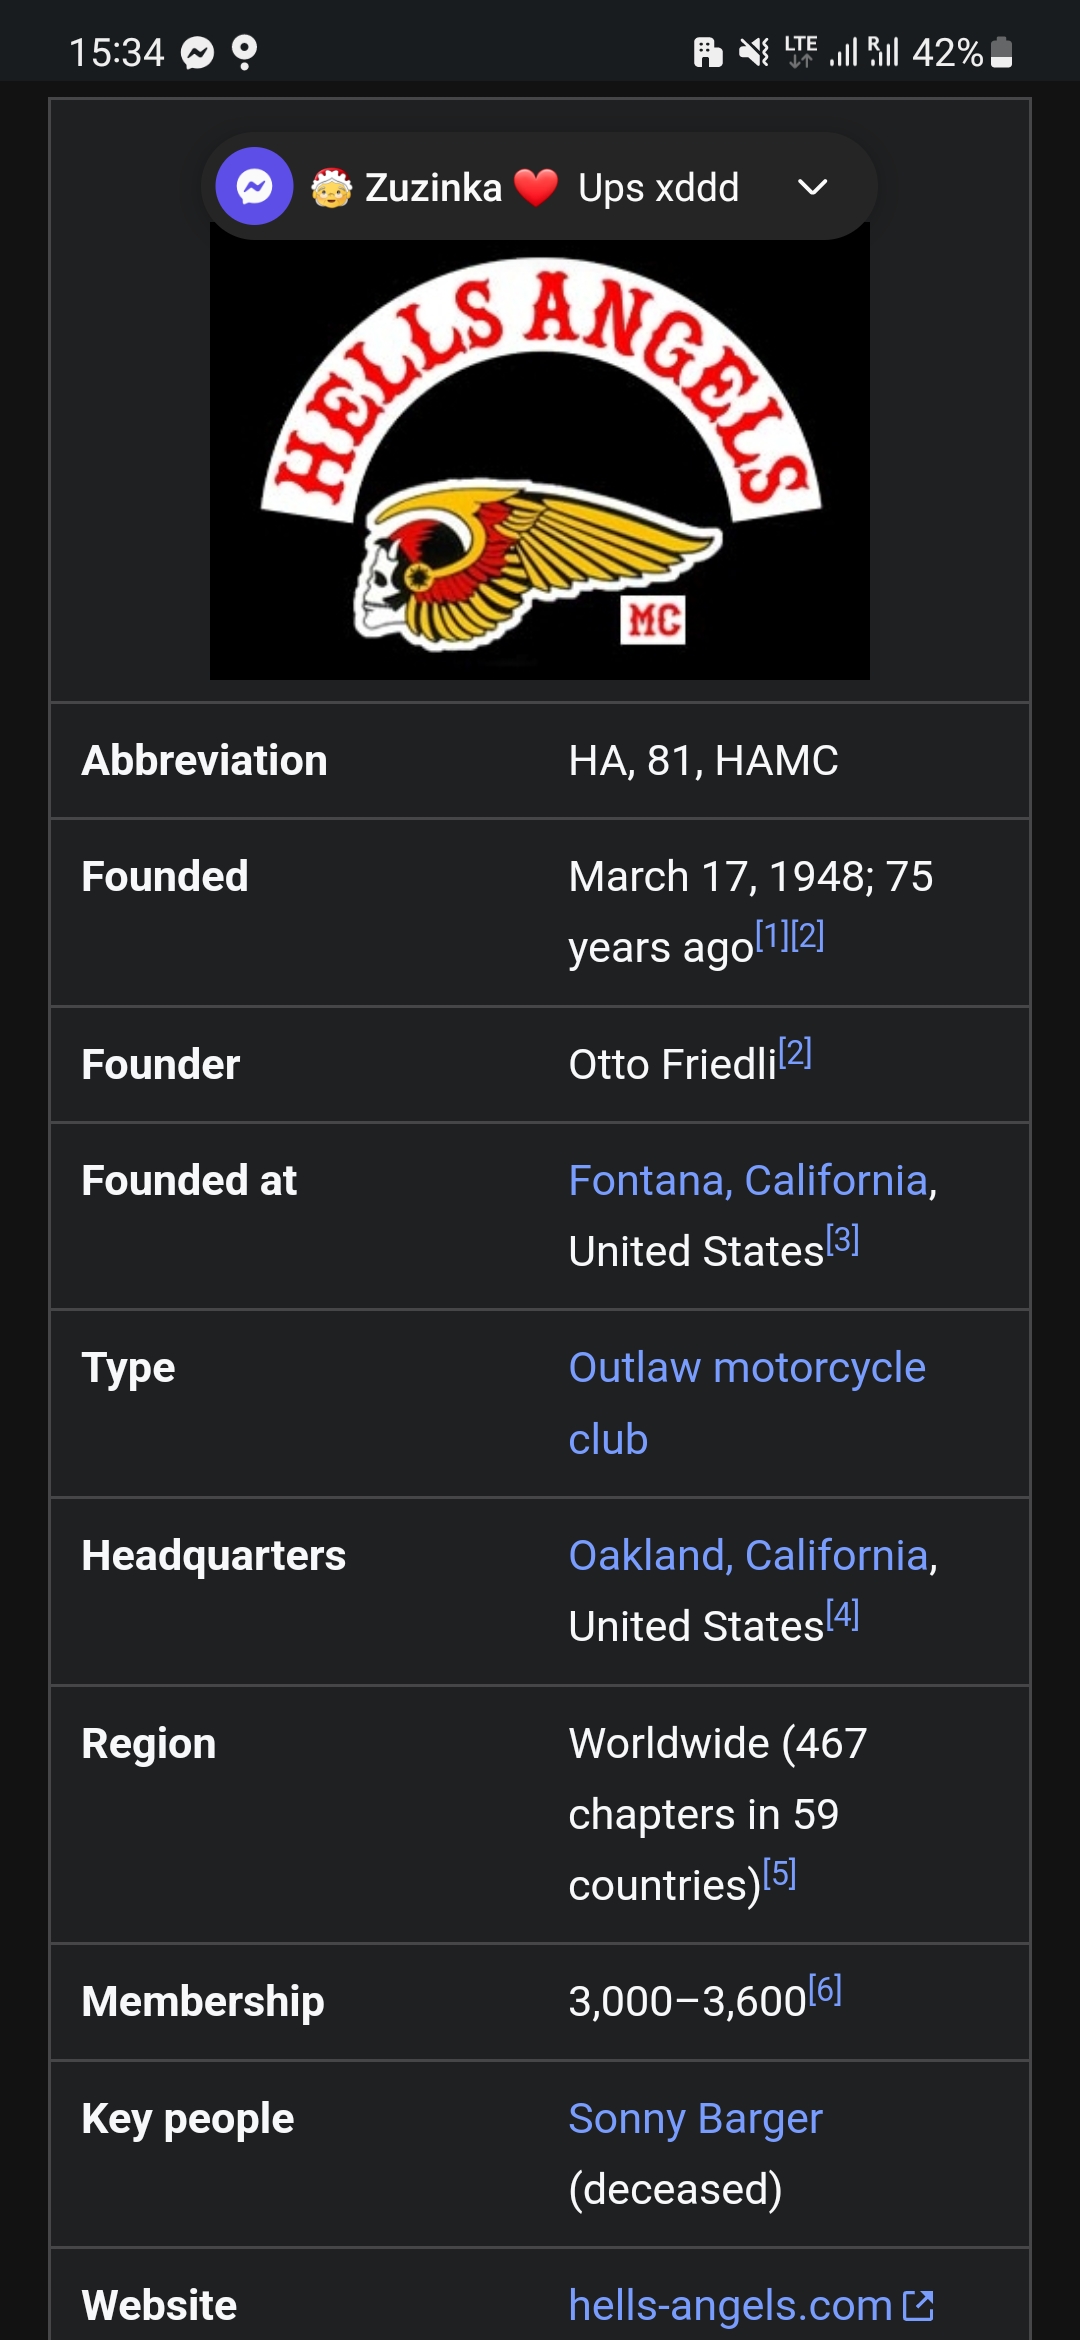 15:34 LTE R 42%
Zuzinka Ups xddd
HELLS ANGELS
MC
Abbreviation HA, 81, HAMC
Founded March 17, 1948; 75
years ago[1][2]
Founder Otto Friedli[2]
Founded at Fontana, California,
United States[3]
Type Outlaw motorcycle
club
Headquarters Oakland, California,
United States[4]
Region Worldwide (467
chapters in 59
countries)[5]
Membership 3,000–3,600[6]
Key people Sonny Barger
(deceased)
Website hells-angels.com